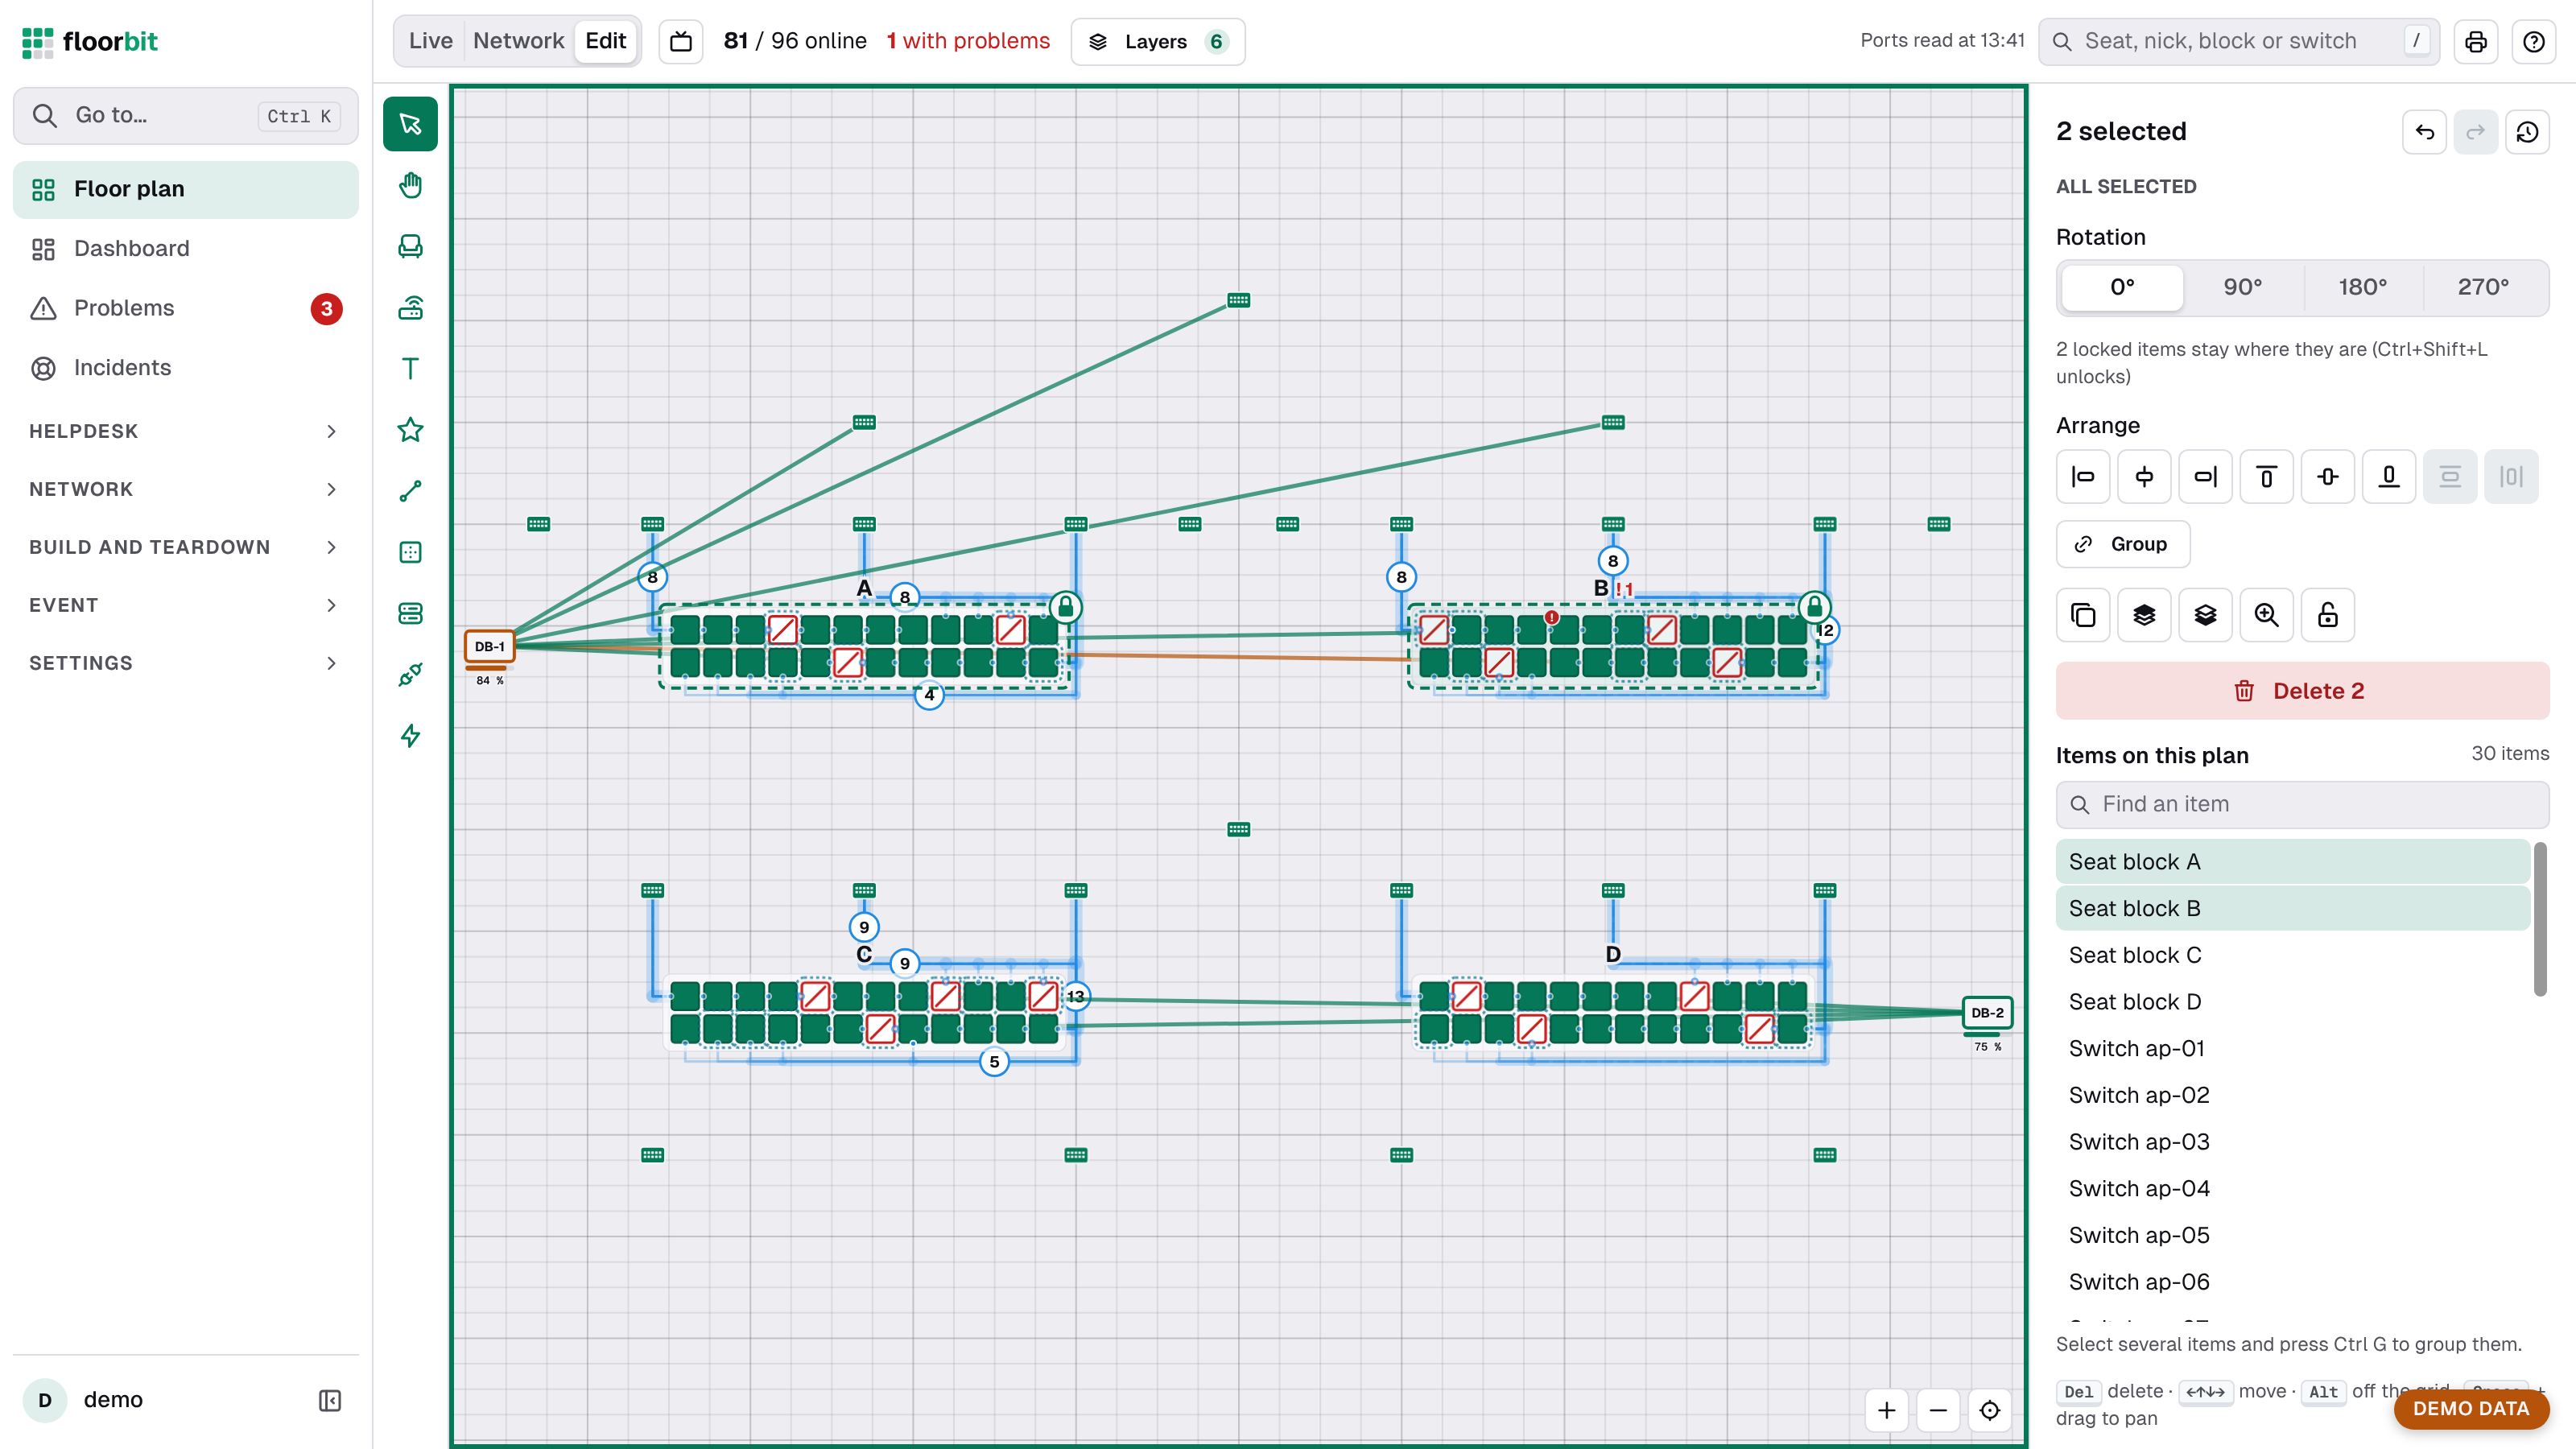 floorbit
Go to...
Ctrl K
Floor plan
Dashboard
Problems
3
Incidents
HELPDESK
NETWORK
BUILD AND TEARDOWN
EVENT
SETTINGS
D
demo
Live
Network
Edit
81 / 96 online
1 with problems
Layers
6
Ports read at 13:41
Seat, nick, block or switch
/
8
A
8
8
8
B !1
12
DB-1
84 %
4
9
C
9
13
D
5
DB-2
75 %
2 selected
ALL SELECTED
Rotation
0°
90°
180°
270°
2 locked items stay where they are (Ctrl+Shift+L
unlocks)
Arrange
Group
Delete 2
Items on this plan
30 items
Find an item
Seat block A
Seat block B
Seat block C
Seat block D
Switch ap-01
Switch ap-02
Switch ap-03
Switch ap-04
Switch ap-05
Switch ap-06
Select several items and press Ctrl G to group them.
Del delete · ←↑↓→ move · Alt off the grid
drag to pan
DEMO DATA